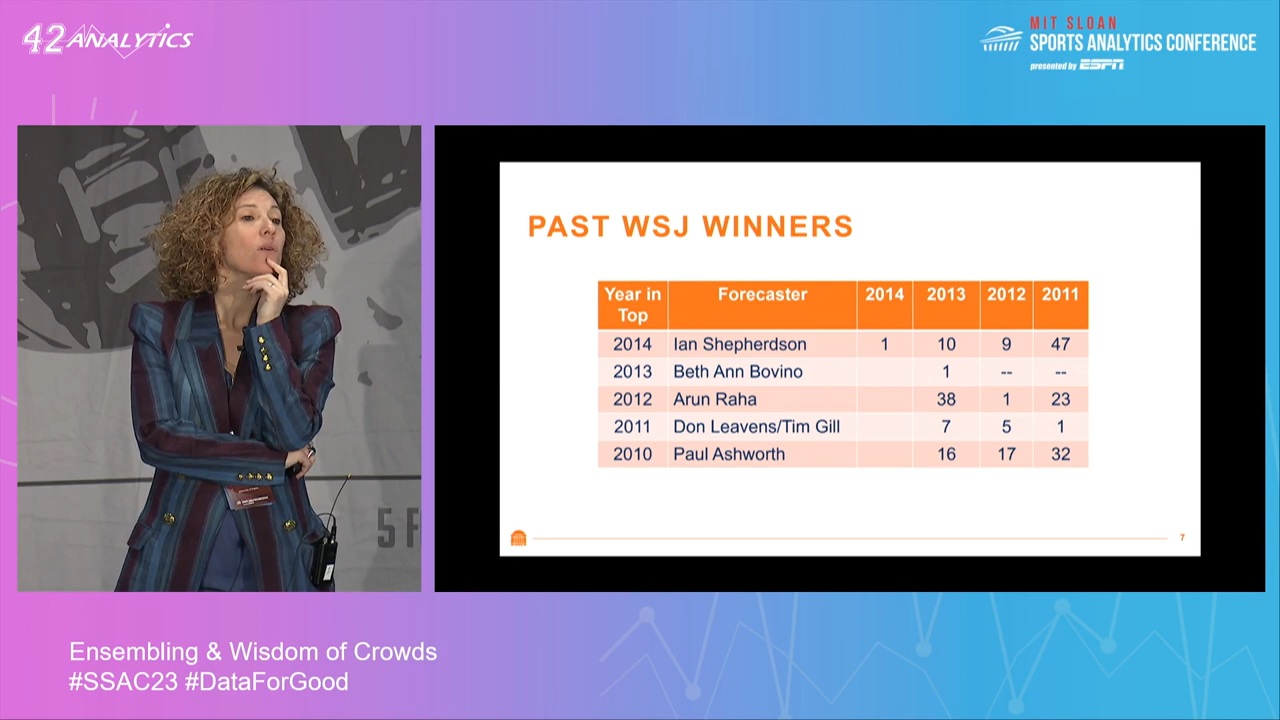 42 ANALYTICS
MIT SLOAN
SPORTS ANALYTICS CONFERENCE
presented by ESPN
PAST WSJ WINNERS
Year in Top Forecaster 2014 2013 2012 2011
2014 Ian Shepherdson 1 10 9 47
2013 Beth Ann Bovino 1 -- --
2012 Arun Raha 38 1 23
2011 Don Leavens/Tim Gill 7 5 1
2010 Paul Ashworth 16 17 32
7
5 F
Ensembling & Wisdom of Crowds
#SSAC23 #DataForGood